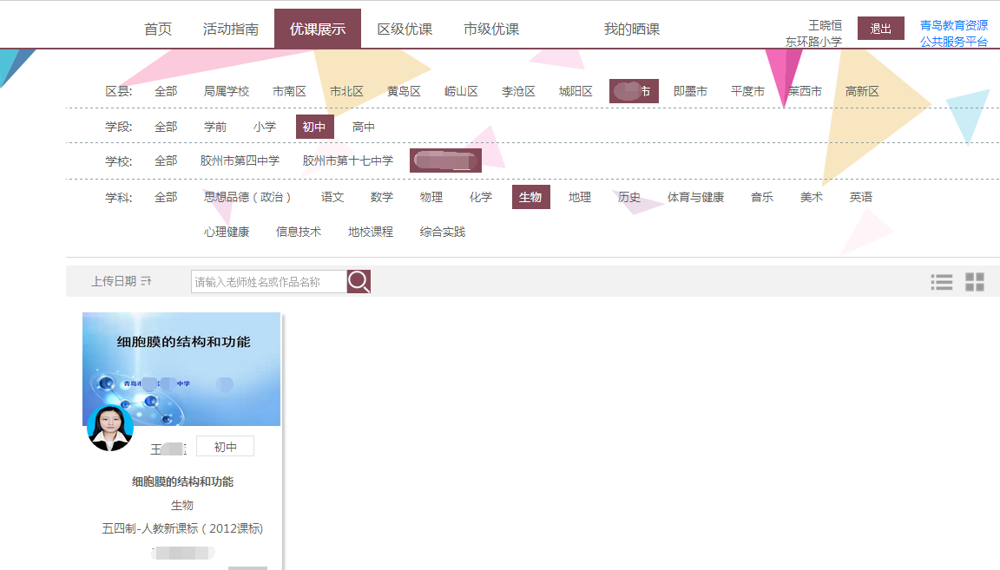 首页 活动指南 优课展示 区级优课 市级优课 我的晒课 王晓恒 退出 青岛教育资源
东环路小学 公共服务平台
区县: 全部 局属学校 市南区 市北区 黄岛区 崂山区 李沧区 城阳区 市 即墨市 平度市 莱西市 高新区
学段: 全部 学前 小学 初中 高中
学校: 全部 胶州市第四中学 胶州市第十七中学
学科: 全部 思想品德（政治） 语文 数学 物理 化学 生物 地理 历史 体育与健康 音乐 美术 英语
心理健康 信息技术 地校课程 综合实践
上传日期 请输入老师姓名或作品名称
细胞膜的结构和功能
青岛市 中学
王 初中
细胞膜的结构和功能
生物
五四制-人教新课标（2012课标)